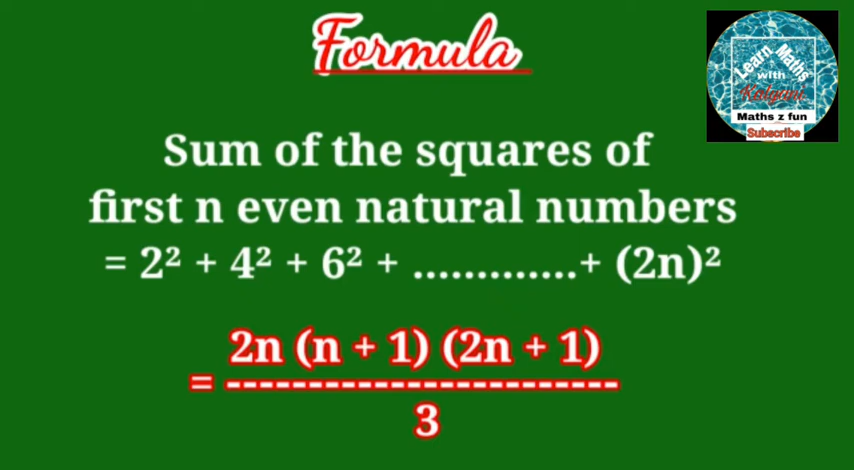 Formula
Learn Maths
with
Kalyani
Maths z fun
Subscribe
Sum of the squares of
first n even natural numbers
= 2² + 4² + 6² + .............+ (2n)²
2n (n + 1) (2n + 1)
= ------------------------
3